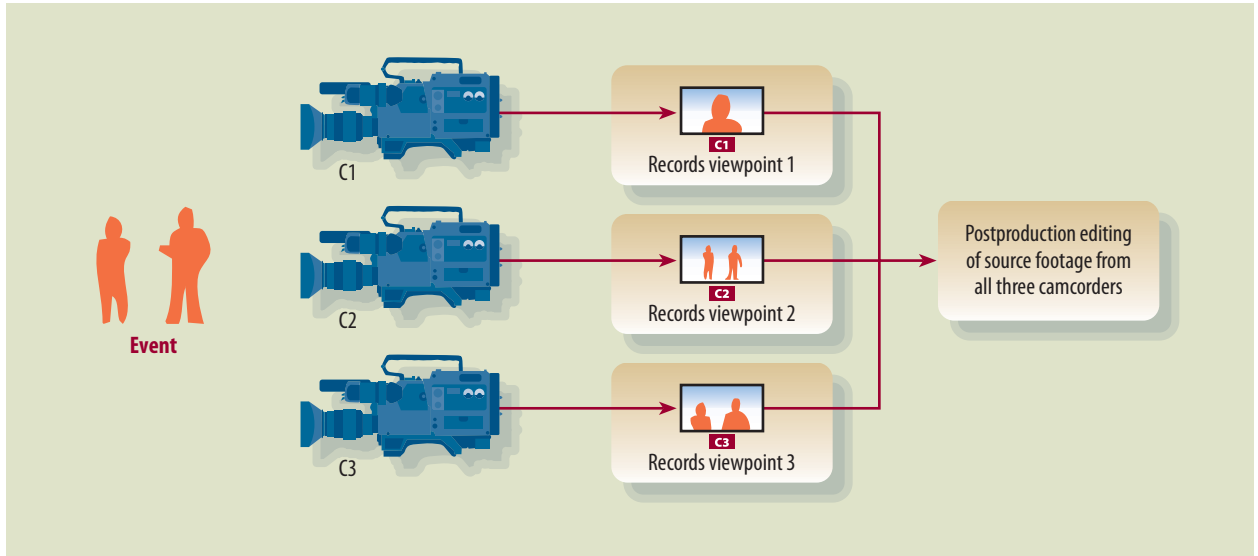 C1
C1
Records viewpoint 1
C2
C2
Records viewpoint 2
C3
C3
Records viewpoint 3
Event
Postproduction editing
of source footage from
all three camcorders